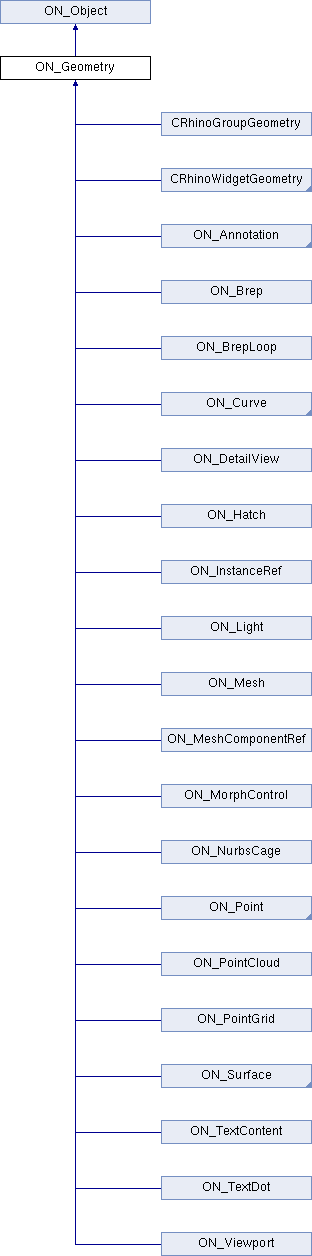 ON_Object
ON_Geometry
CRhinoGroupGeometry
CRhinoWidgetGeometry
ON_Annotation
ON_Brep
ON_BrepLoop
ON_Curve
ON_DetailView
ON_Hatch
ON_InstanceRef
ON_Light
ON_Mesh
ON_MeshComponentRef
ON_MorphControl
ON_NurbsCage
ON_Point
ON_PointCloud
ON_PointGrid
ON_Surface
ON_TextContent
ON_TextDot
ON_Viewport